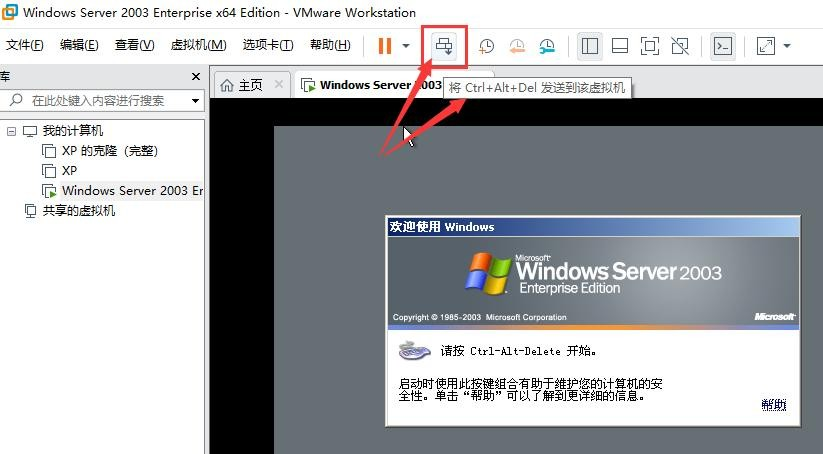 Windows Server 2003 Enterprise x64 Edition - VMware Workstation
文件(F) 编辑(E) 查看(V) 虚拟机(M) 选项卡(T) 帮助(H)
库
主页
Windows Server 2003
将 Ctrl+Alt+Del 发送到该虚拟机
在此处键入内容进行搜索
我的计算机
XP 的克隆 (完整)
XP
Windows Server 2003 Er
共享的虚拟机
欢迎使用 Windows
Microsoft
Windows Server 2003
Enterprise Edition
Copyright © 1985-2003 Microsoft Corporation
Microsoft
请按 Ctrl-Alt-Delete 开始。
启动时使用此按键组合有助于维护您的计算机的安
全性。单击“帮助”可以了解到更详细的信息。
帮助